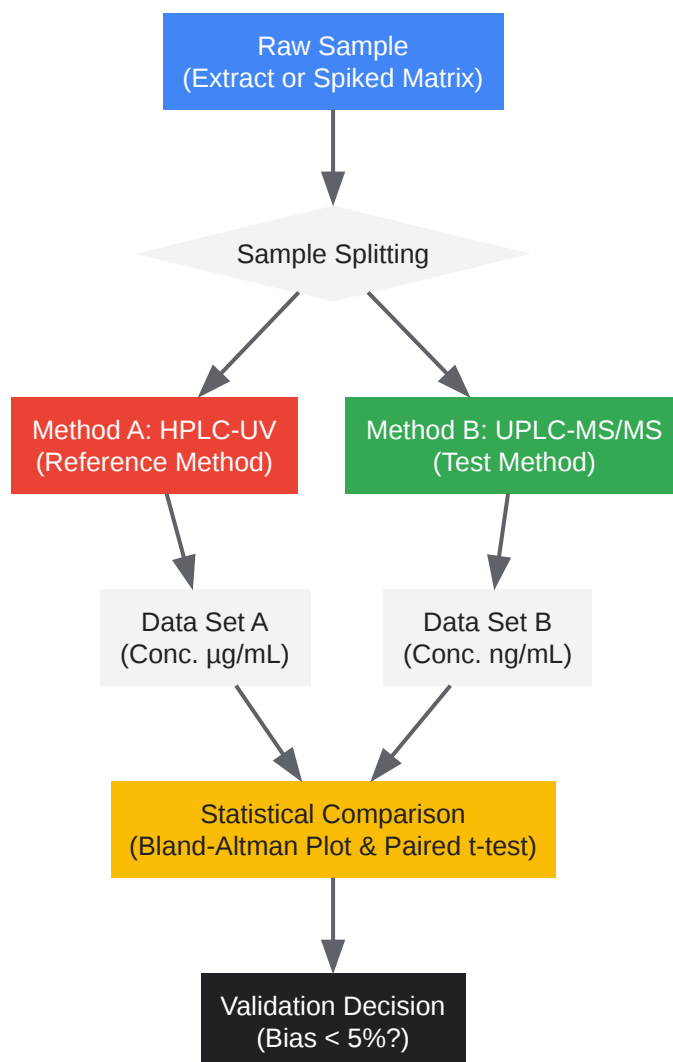 Raw Sample
(Extract or Spiked Matrix)
Sample Splitting
Method A: HPLC-UV
(Reference Method)
Method B: UPLC-MS/MS
(Test Method)
Data Set A
(Conc. µg/mL)
Data Set B
(Conc. ng/mL)
Statistical Comparison
(Bland-Altman Plot & Paired t-test)
Validation Decision
(Bias < 5%?)